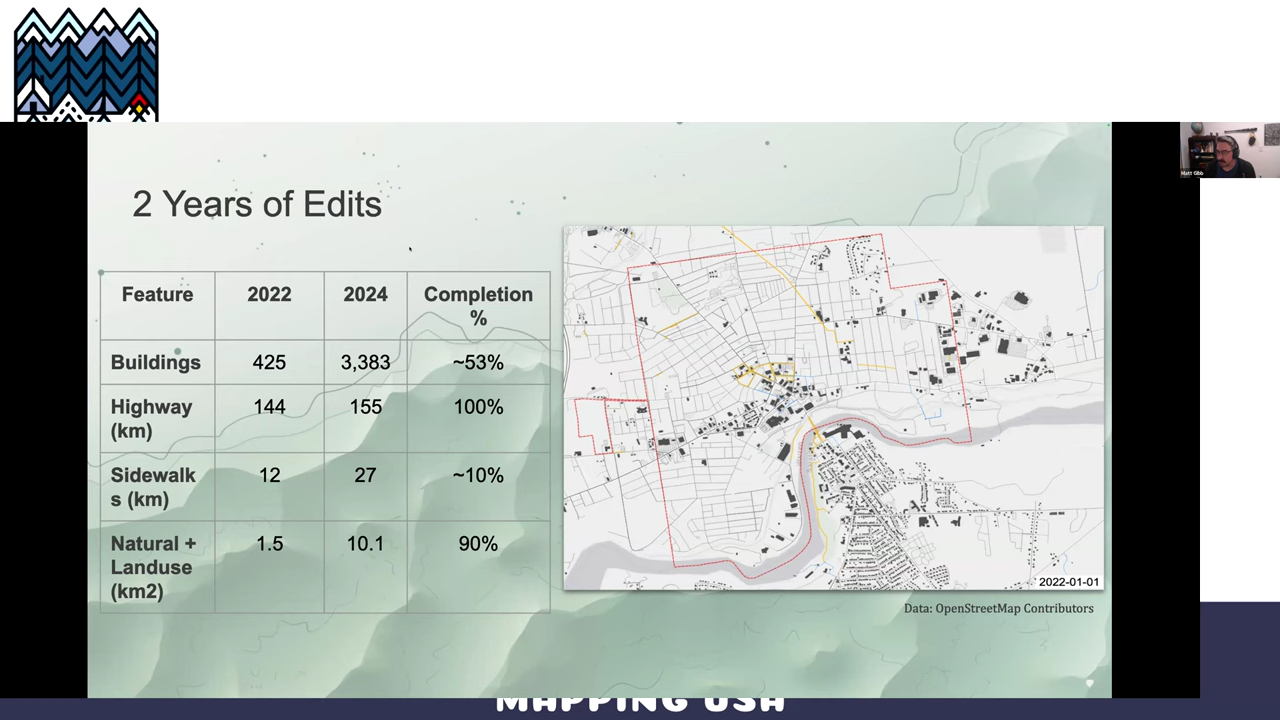 2 Years of Edits
Feature 2022 2024 Completion %
Buildings 425 3,383 ~53%
Highway (km) 144 155 100%
Sidewalk s (km) 12 27 ~10%
Natural + Landuse (km2) 1.5 10.1 90%
2022-01-01
Data: OpenStreetMap Contributors
Matt Gibb
MAPPING USA